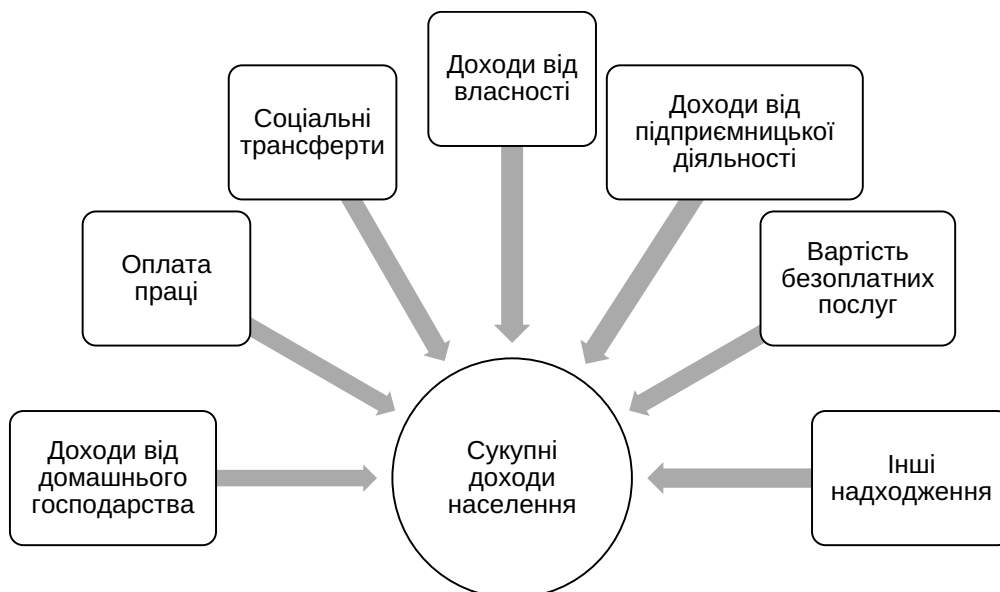 Доходи від
власності
Соціальні
трансферти
Доходи від
підприємницької
діяльності
Оплата
праці
Вартість
безоплатних
послуг
Доходи від
домашнього
господарства
Сукупні
доходи
населення
Інші
надходження